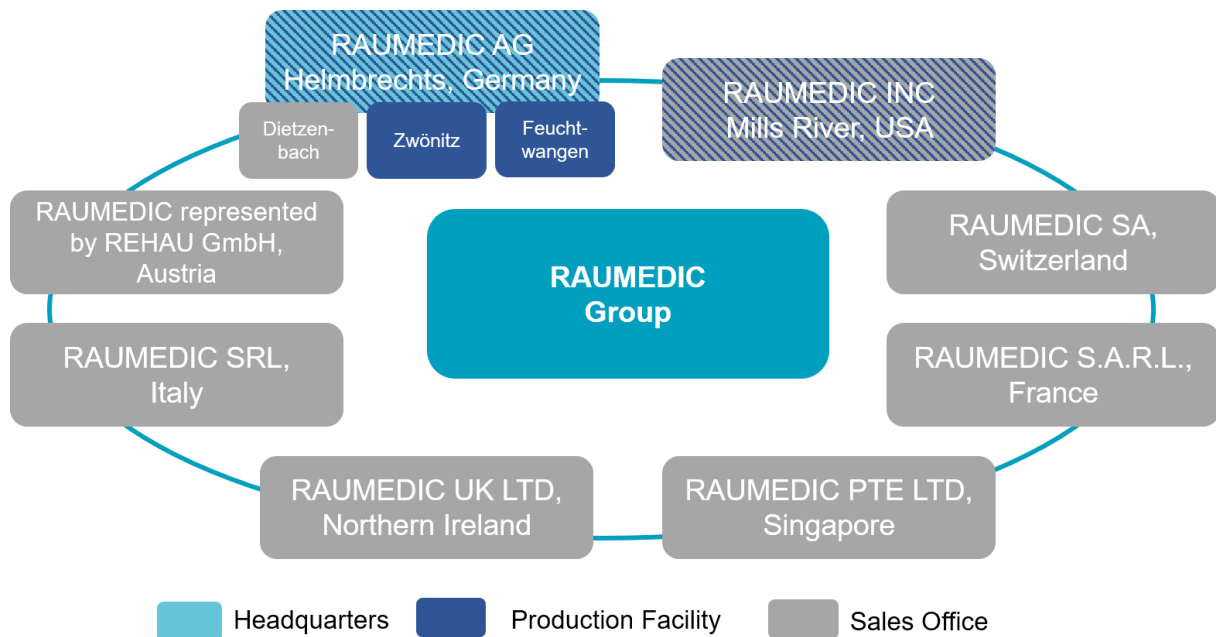 RAUMEDIC AG
Helmbrechts, Germany
Dietzen-
bach
Zwönitz
Feucht-
wangen
RAUMEDIC INC
Mills River, USA
RAUMEDIC represented
by REHAU GmbH,
Austria
RAUMEDIC
Group
RAUMEDIC SA,
Switzerland
RAUMEDIC SRL,
Italy
RAUMEDIC S.A.R.L.,
France
RAUMEDIC UK LTD,
Northern Ireland
RAUMEDIC PTE LTD,
Singapore
Headquarters
Production Facility
Sales Office